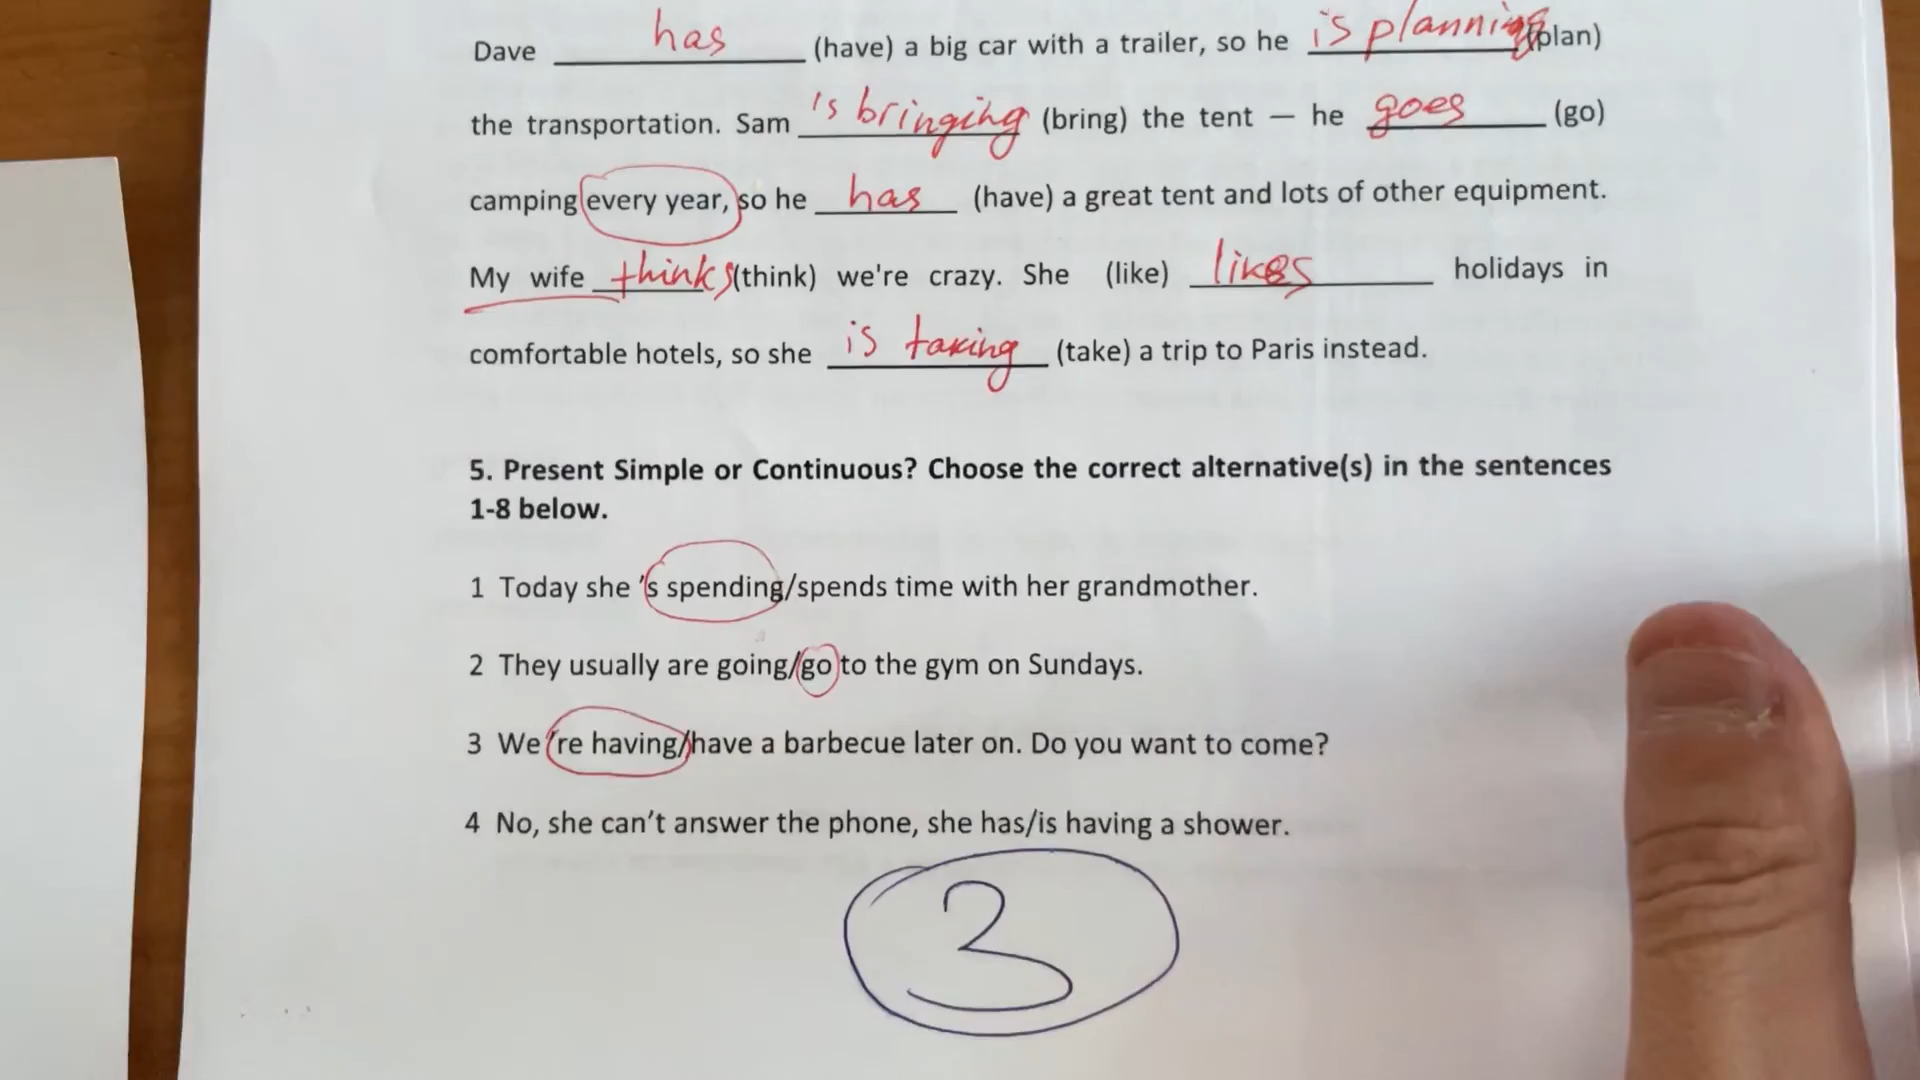 Dave has (have) a big car with a trailer, so he is planning (plan)
the transportation. Sam is bringing (bring) the tent — he goes (go)
camping every year, so he has (have) a great tent and lots of other equipment.
My wife thinks (think) we're crazy. She (like) likes holidays in
comfortable hotels, so she is taking (take) a trip to Paris instead.
5. Present Simple or Continuous? Choose the correct alternative(s) in the sentences
1-8 below.
1 Today she 's spending/spends time with her grandmother.
2 They usually are going/go to the gym on Sundays.
3 We 're having/have a barbecue later on. Do you want to come?
4 No, she can't answer the phone, she has/is having a shower.
3